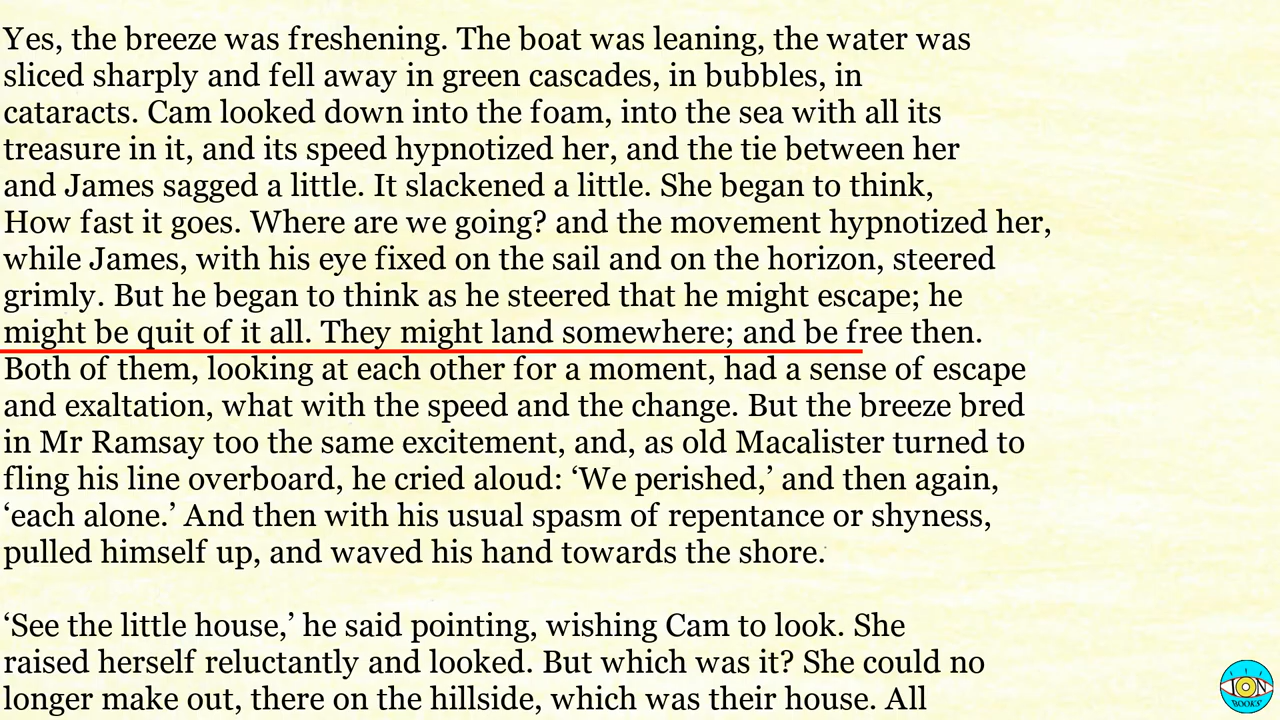 Yes, the breeze was freshening. The boat was leaning, the water was
sliced sharply and fell away in green cascades, in bubbles, in
cataracts. Cam looked down into the foam, into the sea with all its
treasure in it, and its speed hypnotized her, and the tie between her
and James sagged a little. It slackened a little. She began to think,
How fast it goes. Where are we going? and the movement hypnotized her,
while James, with his eye fixed on the sail and on the horizon, steered
grimly. But he began to think as he steered that he might escape; he
might be quit of it all. They might land somewhere; and be free then.
Both of them, looking at each other for a moment, had a sense of escape
and exaltation, what with the speed and the change. But the breeze bred
in Mr Ramsay too the same excitement, and, as old Macalister turned to
fling his line overboard, he cried aloud: ‘We perished,’ and then again,
‘each alone.’ And then with his usual spasm of repentance or shyness,
pulled himself up, and waved his hand towards the shore.

‘See the little house,’ he said pointing, wishing Cam to look. She
raised herself reluctantly and looked. But which was it? She could no
longer make out, there on the hillside, which was their house. All
ION
BOOKS